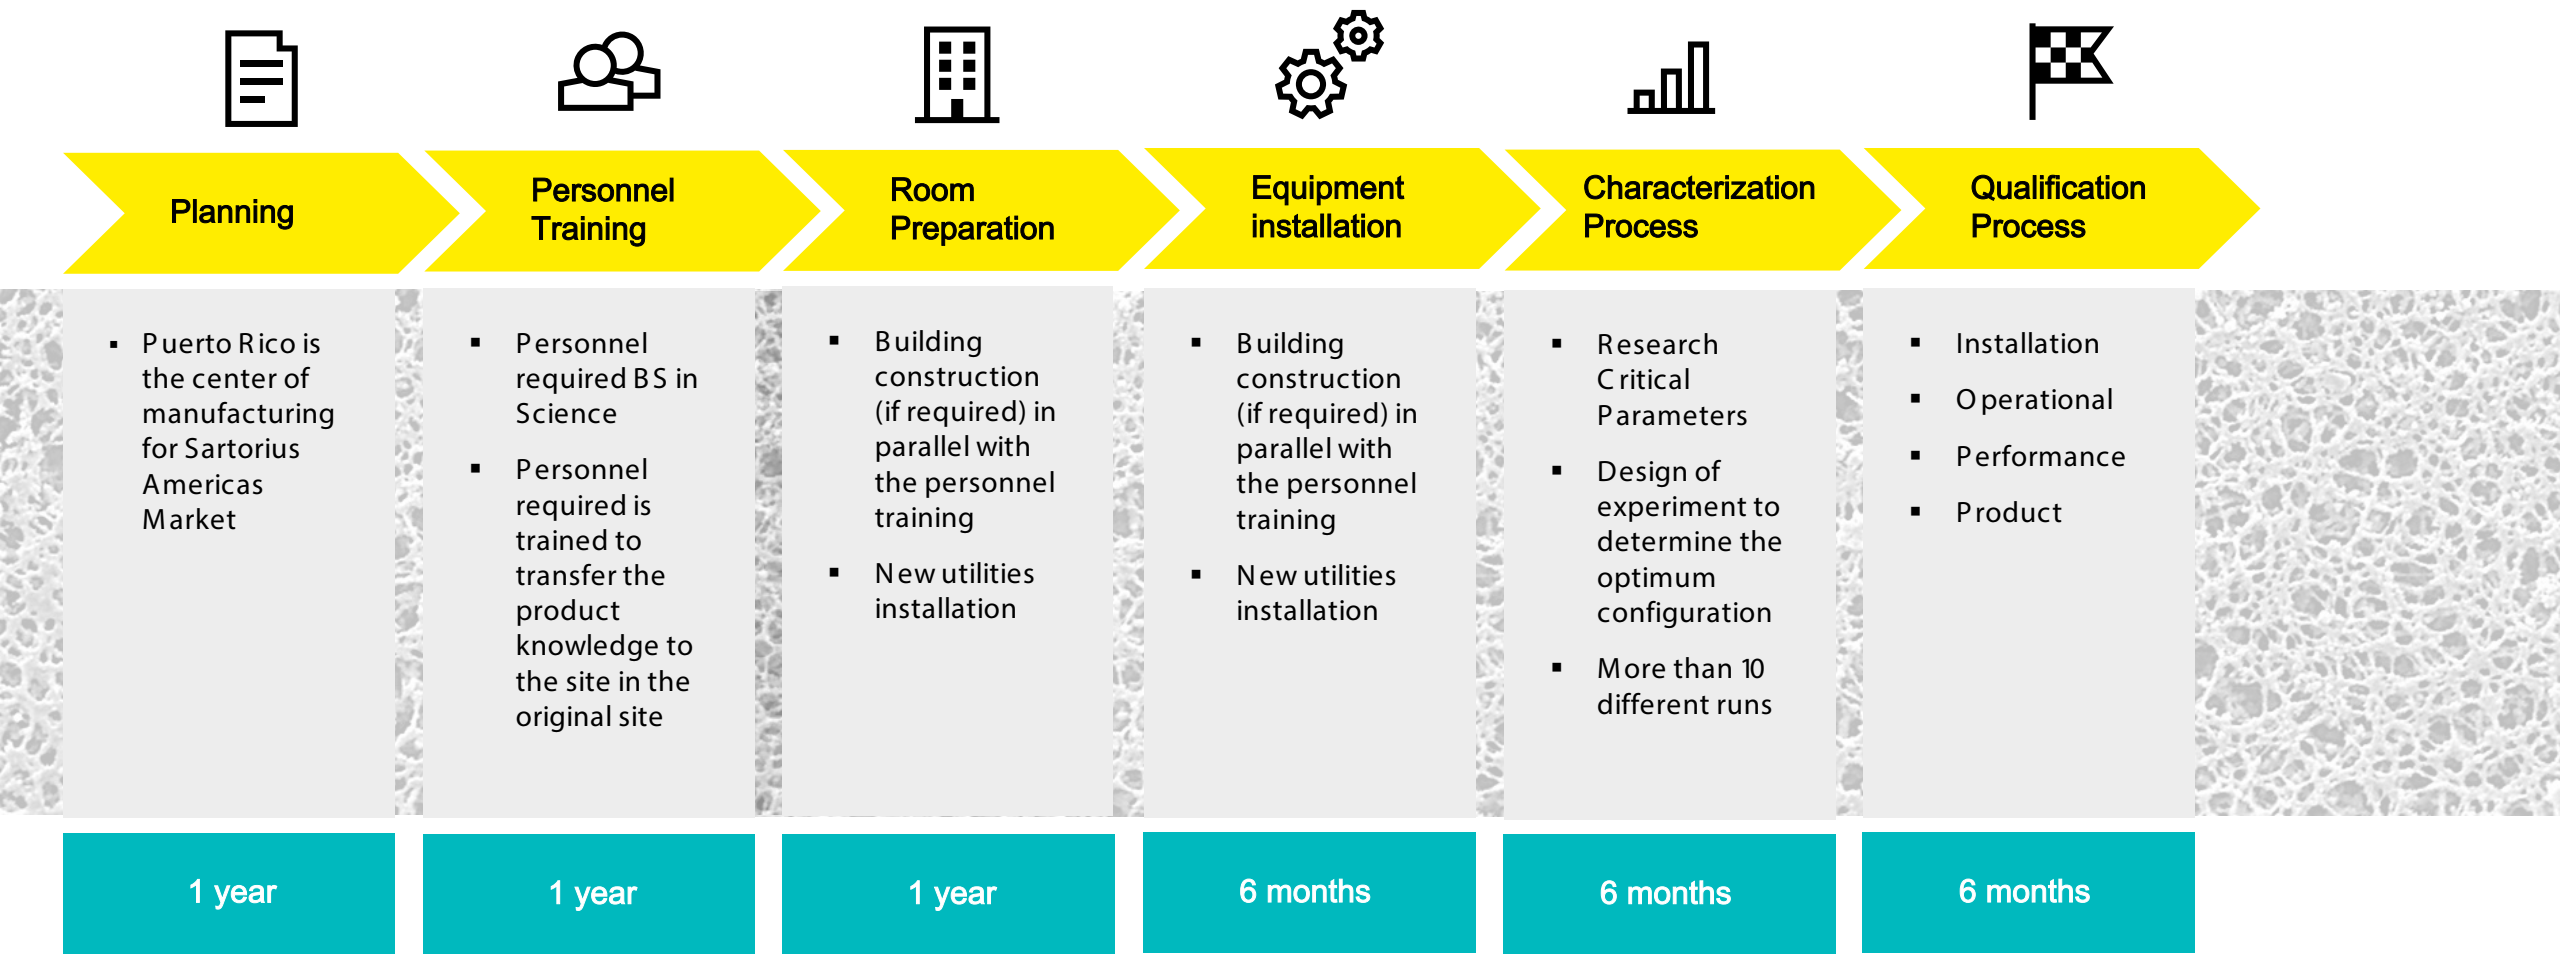 Planning
Personnel
Training
Room
Preparation
Equipment
installation
Characterization
Process
Qualification
Process
▪ Puerto Rico is
the center of
manufacturing
for Sartorius
Americas
Market
▪ Personnel
required BS in
Science
▪ Personnel
required is
trained to
transfer the
product
knowledge to
the site in the
original site
▪ Building
construction
(if required) in
parallel with
the personnel
training
▪ New utilities
installation
▪ Building
construction
(if required) in
parallel with
the personnel
training
▪ New utilities
installation
▪ Research
Critical
Parameters
▪ Design of
experiment to
determine the
optimum
configuration
▪ More than 10
different runs
▪ Installation
▪ Operational
▪ Performance
▪ Product
1 year
1 year
1 year
6 months
6 months
6 months